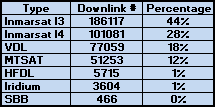 Type Downlink # Percentage
Inmarsat I3 186117 44%
Inmarsat I4 101081 28%
VDL 77059 18%
MTSAT 51253 12%
HFDL 5715 1%
Iridium 3604 1%
SBB 466 0%